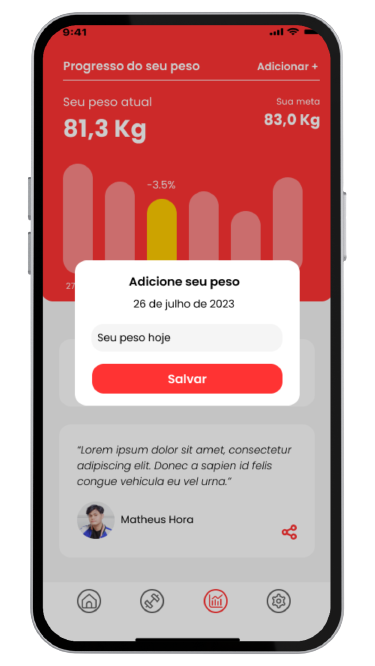 9:41
Progresso do seu peso
Adicionar +
Seu peso atual
Sua meta
81,3 Kg
83,0 Kg
-3.5%
27
Adicione seu peso
26 de julho de 2023
Seu peso hoje
Salvar
“Lorem ipsum dolor sit amet, consectetur
adipiscing elit. Donec a sapien id felis
congue vehicula eu vel urna.”
Matheus Hora